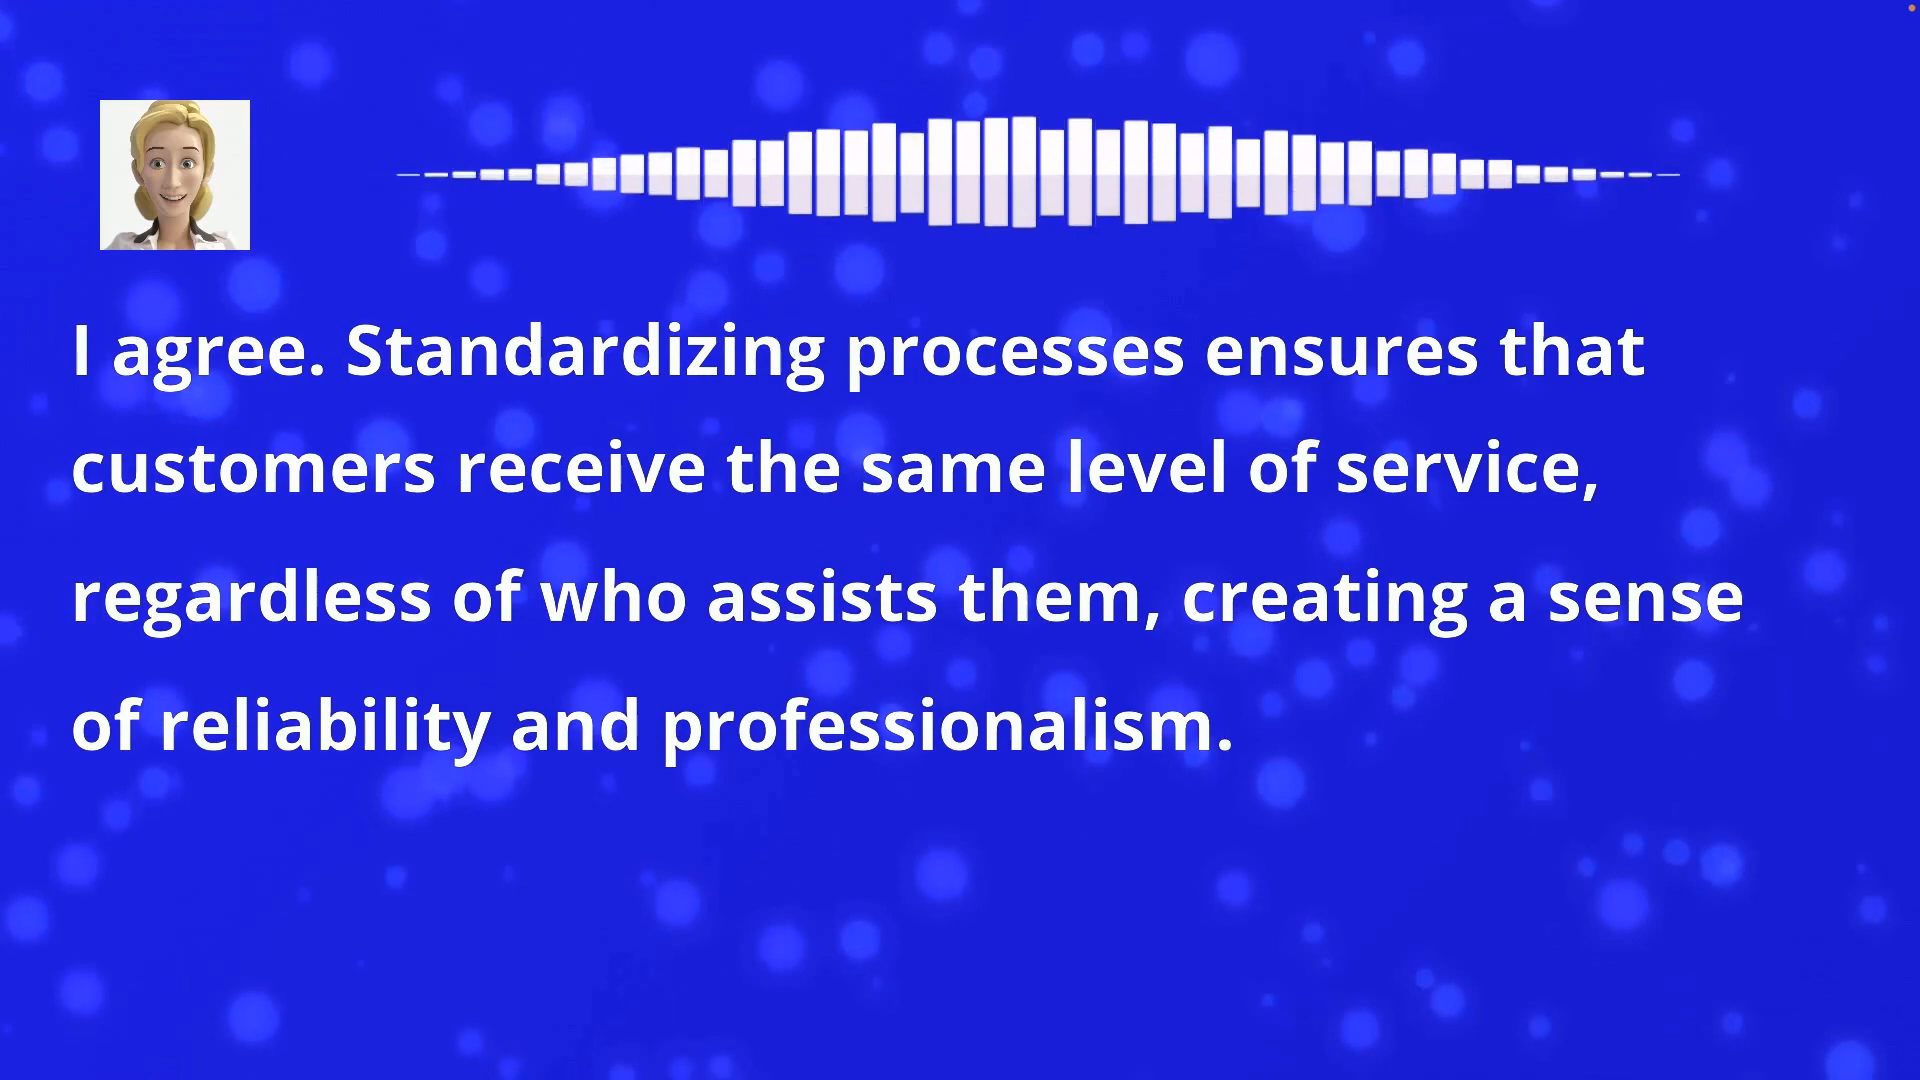 I agree. Standardizing processes ensures that
customers receive the same level of service,
regardless of who assists them, creating a sense
of reliability and professionalism.